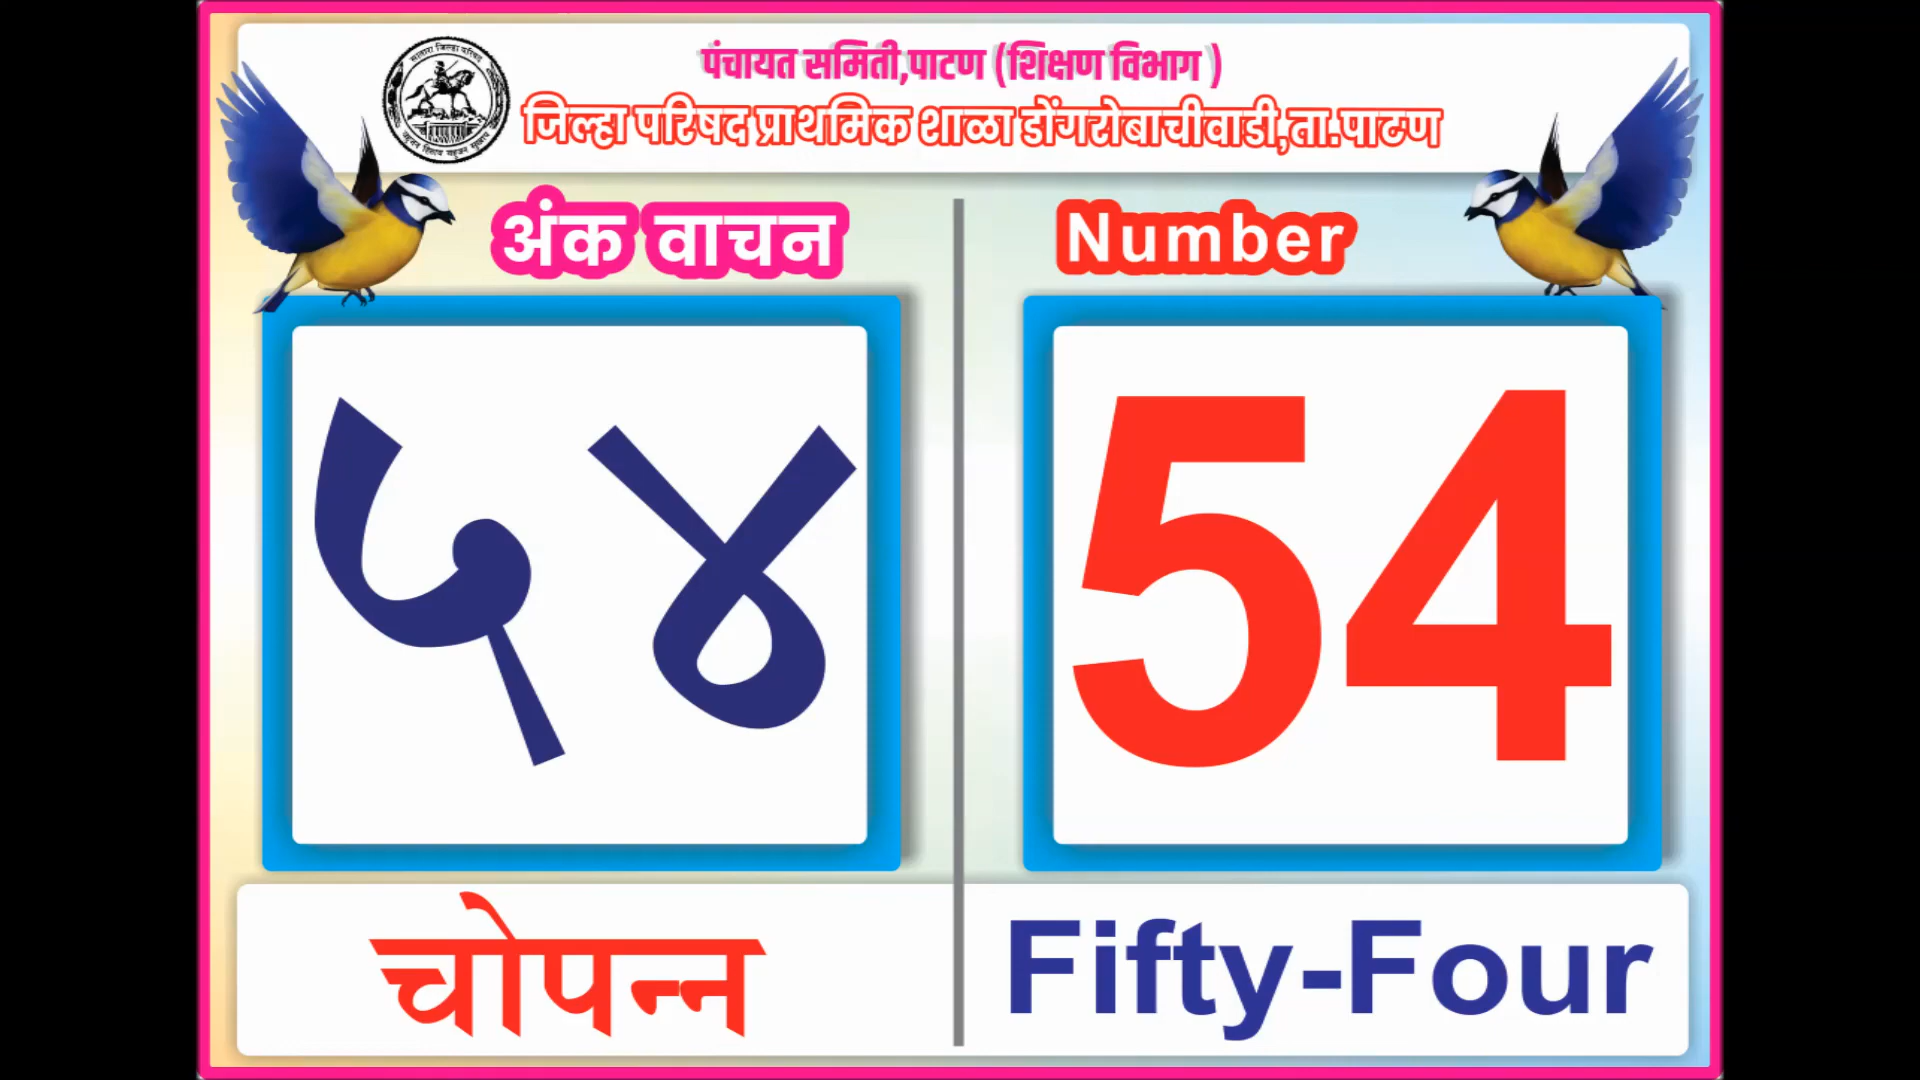 पंचायत समिती,पाटण (शिक्षण विभाग )
जिल्हा परिषद प्राथमिक शाळा डोंगरोबाचीवाडी,ता.पाटण
अंक वाचन
Number
५४
54
चोपन्न
Fifty-Four